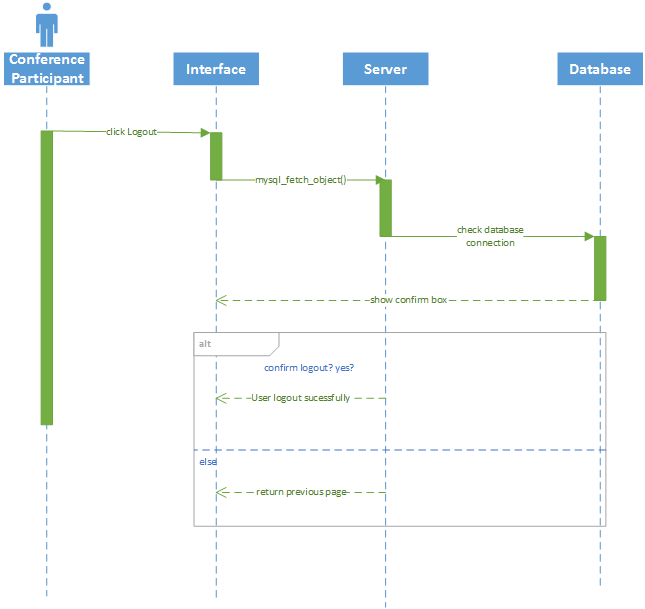 Conference
Participant
Interface
Server
Database
click Logout
mysql_fetch_object()
check database
connection
show confirm box
alt
confirm logout? yes?
User logout sucessfully
else
return previous page